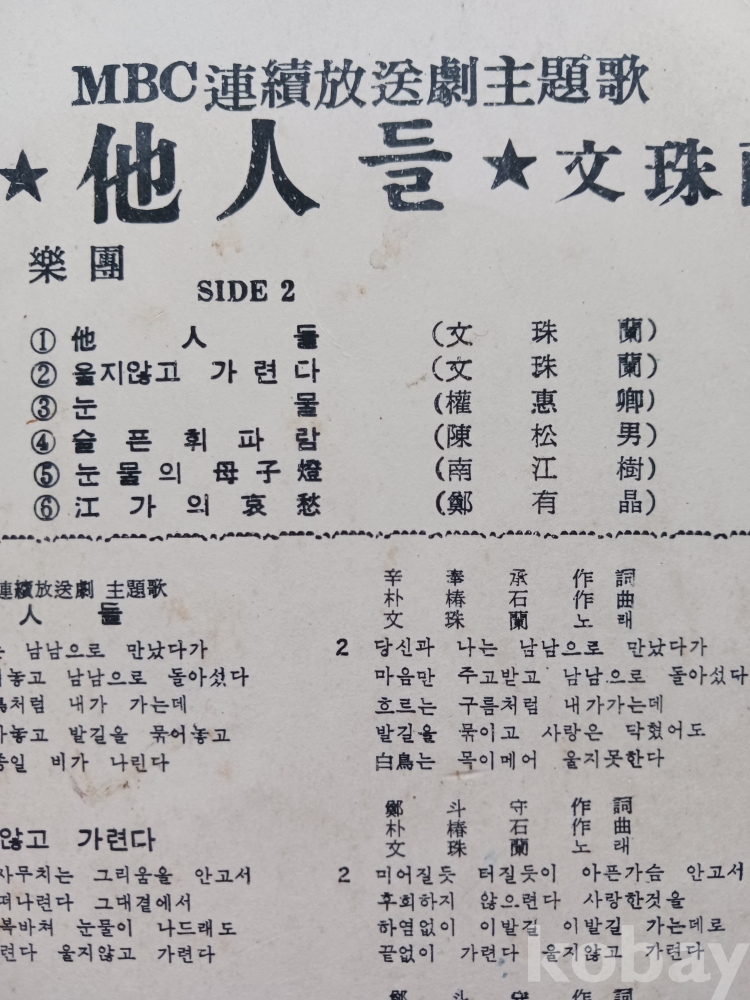 MBC連續放送劇主題歌
★他人들★文珠
樂團
SIDE 2
① 他人들 (文珠蘭)
② 울지않고 가련다 (文珠蘭)
③ 눈물 (權惠卿)
④ 슬픈휘파람 (陳松男)
⑤ 눈물의 母子燈 (南江樹)
⑥ 江가의 哀愁 (鄭有晶)
連續放送劇 主題歌
人들
辛奉承作詞
朴椿石作曲
文珠蘭노래
남남으로 만났다가
놓고 남남으로 돌아섰다
처럼 내가 가는데
놓고 발길을 묶어놓고
일 비가 나린다
2 당신과 나는 남남으로 만났다가
마음만 주고받고 남남으로 돌아섰다
흐르는 구름처럼 내가가는데
발길을 묶이고 사랑은 닥혔어도
白鳥는 목이메어 울지못한다
않고 가련다
鄭斗守作詞
朴椿石作曲
文珠蘭노래
사무치는 그리움을 안고서
떠나련다 그대곁에서
복바쳐 눈물이 나드래도
련다 울지않고 가련다
2 미어질듯 터질듯이 아픈가슴 안고서
후회하지 않으련다 사랑한것을
하염없이 이발길 이발길 가는데로
끝없이 가련다 울지않고 가련다
鄭斗守作詞
kobay